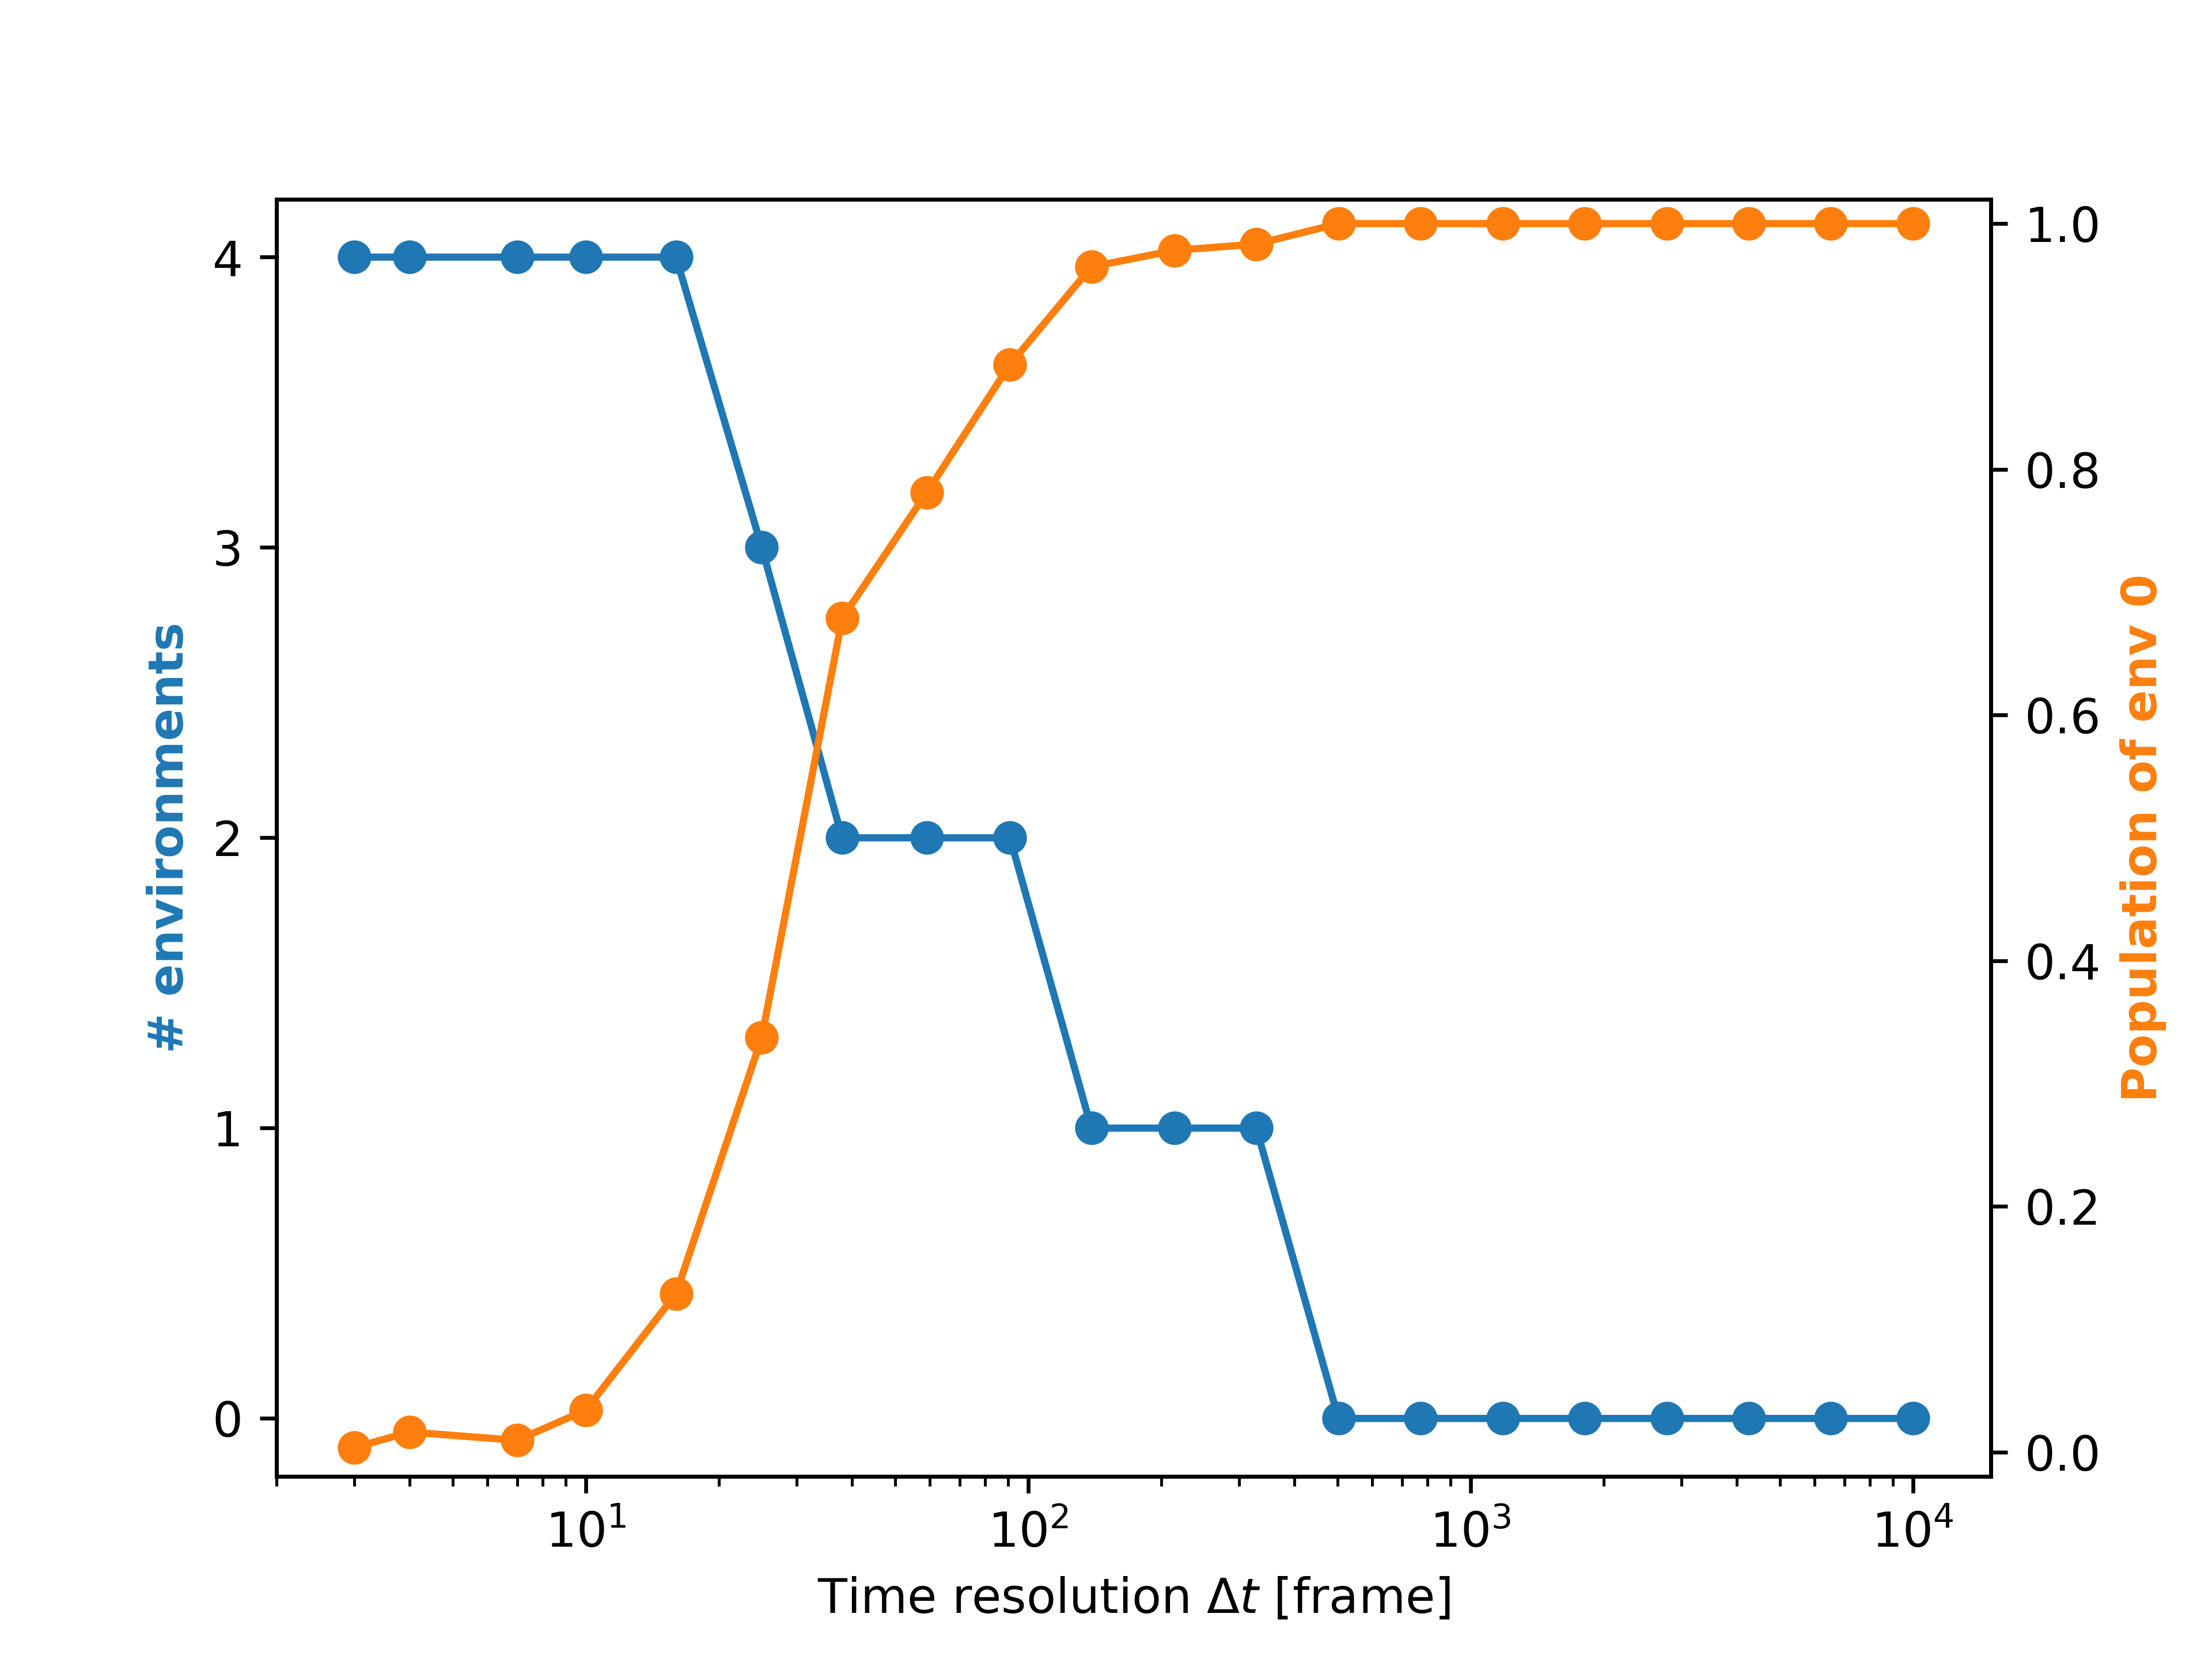 4
3
2
1
0
# environments
1.0
0.8
0.6
0.4
0.2
0.0
Population of env 0
10¹ 10² 10³ 10⁴
Time resolution Δt [frame]